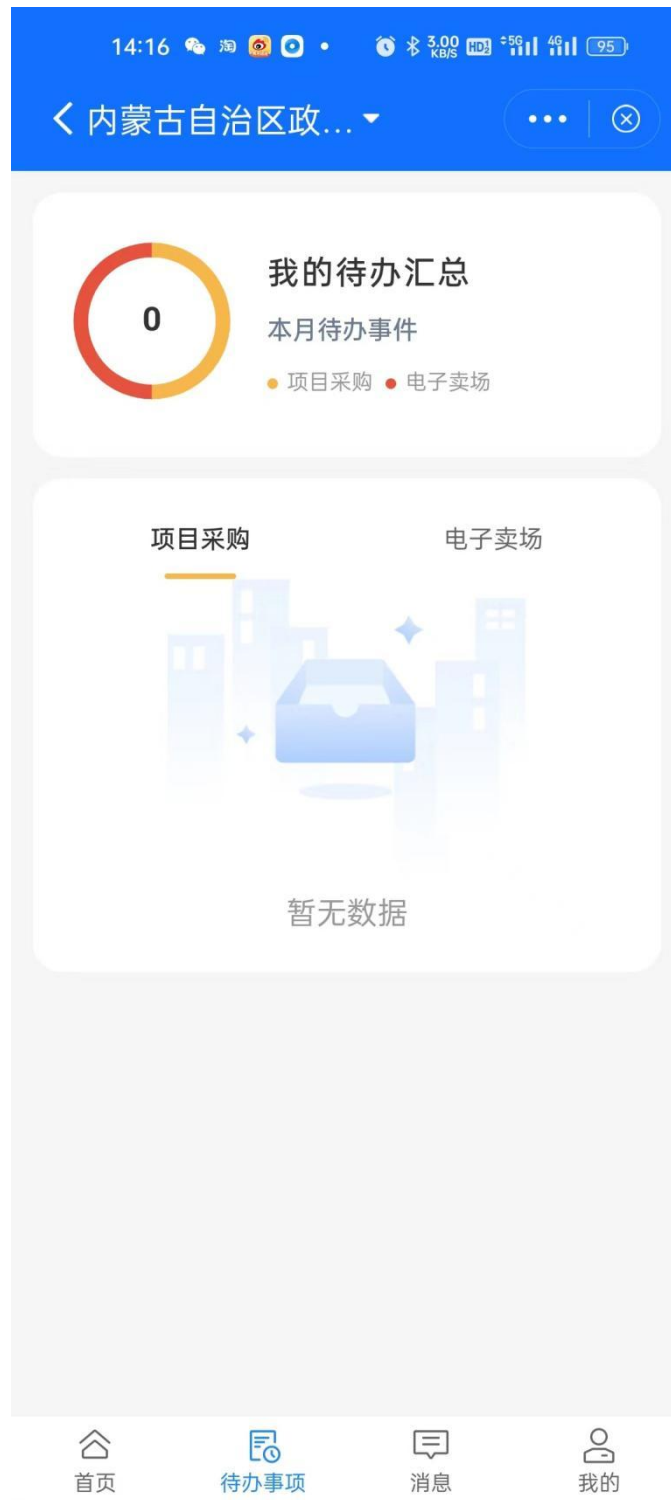 14:16 淘 3.00 KB/S HD2 5G 4G 95
内蒙古自治区政...
0
我的待办汇总
本月待办事件
项目采购 电子卖场
项目采购 电子卖场
暂无数据
首页 待办事项 消息 我的